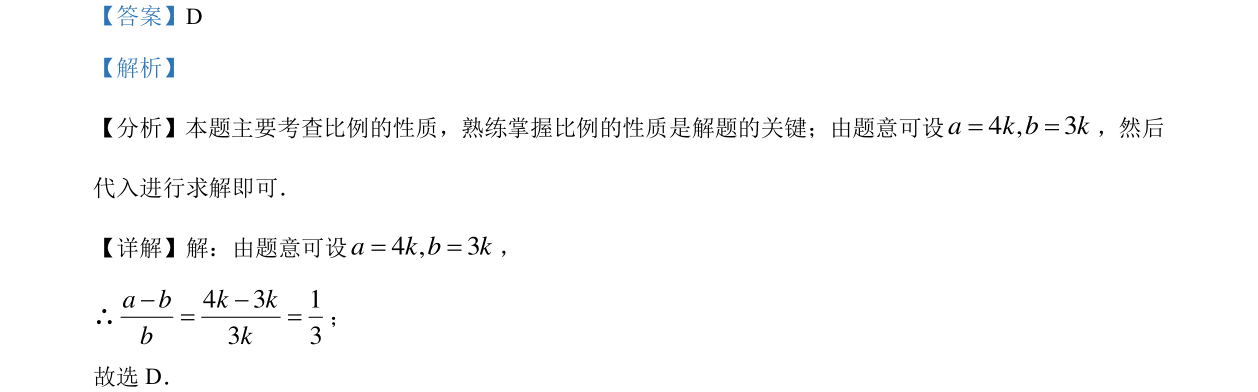 【答案】D
【解析】
【分析】本题主要考查比例的性质，熟练掌握比例的性质是解题的关键；由题意可设 a = 4k, b = 3k ，然后
代入进行求解即可．
【详解】解：由题意可设 a = 4k, b = 3k ，
∴ \frac{a-b}{b} = \frac{4k-3k}{3k} = \frac{1}{3} ；
故选 D．